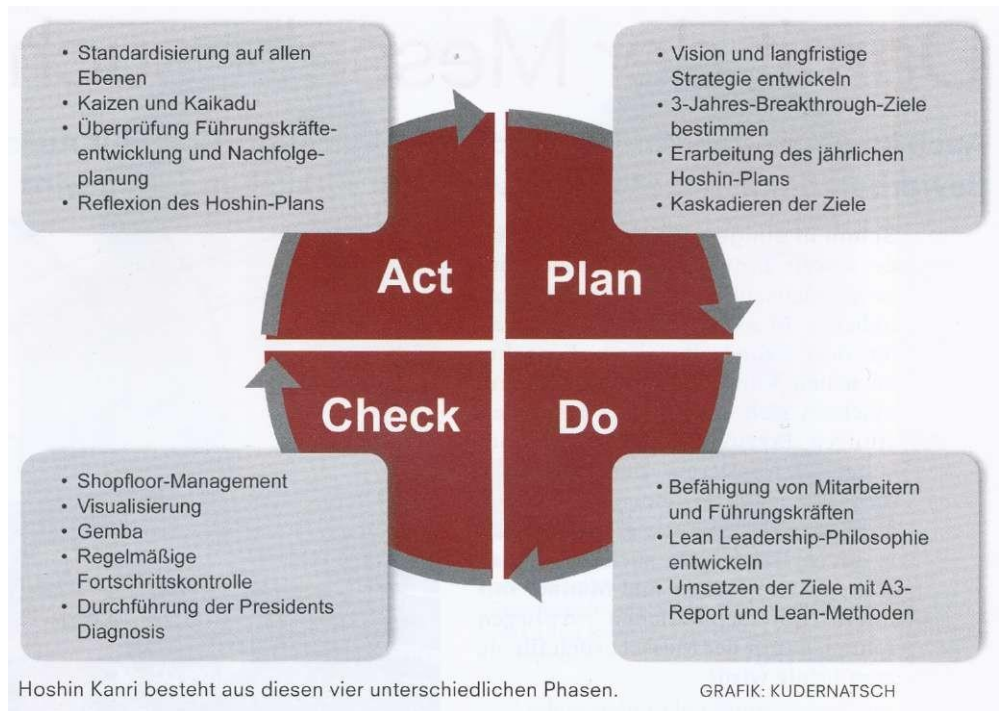 • Standardisierung auf allen
Ebenen
• Kaizen und Kaikadu
• Überprüfung Führungskräfte-
entwicklung und Nachfolge-
planung
• Reflexion des Hoshin-Plans
• Vision und langfristige
Strategie entwickeln
• 3-Jahres-Breakthrough-Ziele
bestimmen
• Erarbeitung des jährlichen
Hoshin-Plans
• Kaskadieren der Ziele
Act
Plan
Check
Do
• Shopfloor-Management
• Visualisierung
• Gemba
• Regelmäßige
Fortschrittskontrolle
• Durchführung der Presidents
Diagnosis
• Befähigung von Mitarbeitern
und Führungskräften
• Lean Leadership-Philosophie
entwickeln
• Umsetzen der Ziele mit A3-
Report und Lean-Methoden
Hoshin Kanri besteht aus diesen vier unterschiedlichen Phasen.
GRAFIK: KUDERNATSCH